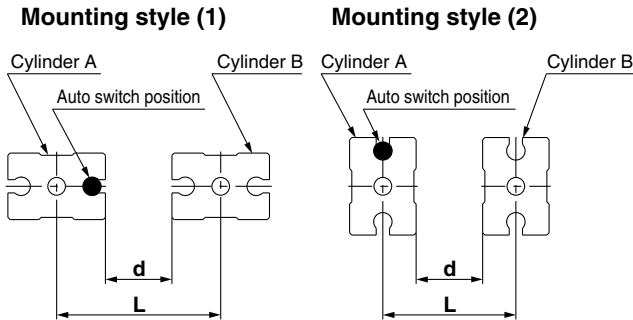 Mounting style (1)
Cylinder A
Cylinder B
Auto switch position
d
L
Mounting style (2)
Cylinder A
Cylinder B
Auto switch position
d
L